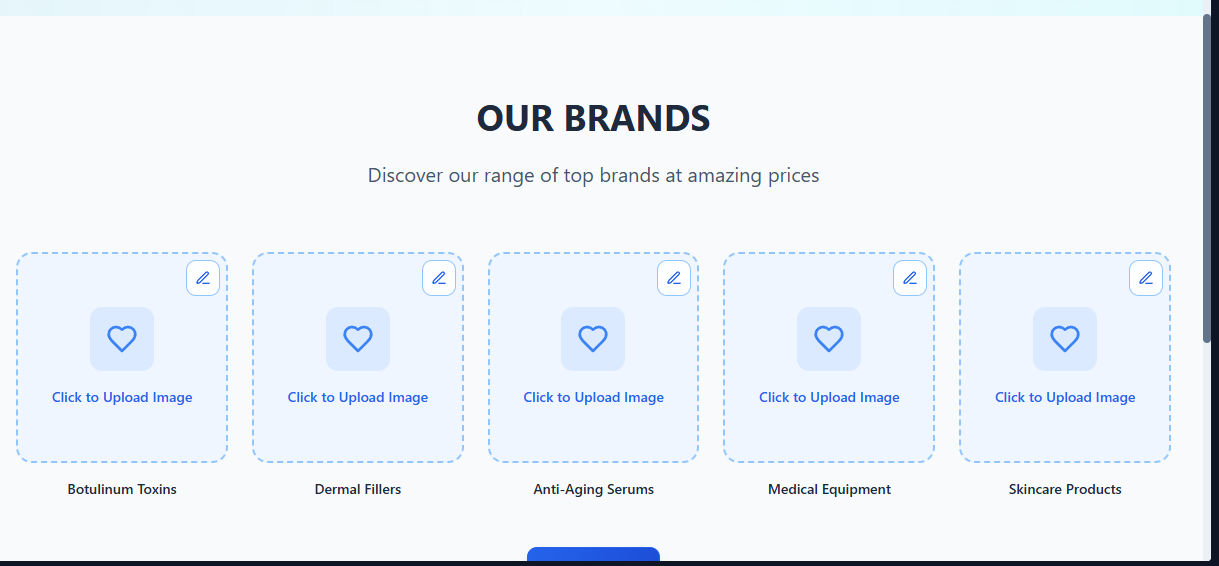 OUR BRANDS
Discover our range of top brands at amazing prices
Click to Upload Image
Click to Upload Image
Click to Upload Image
Click to Upload Image
Click to Upload Image
Botulinum Toxins
Dermal Fillers
Anti-Aging Serums
Medical Equipment
Skincare Products